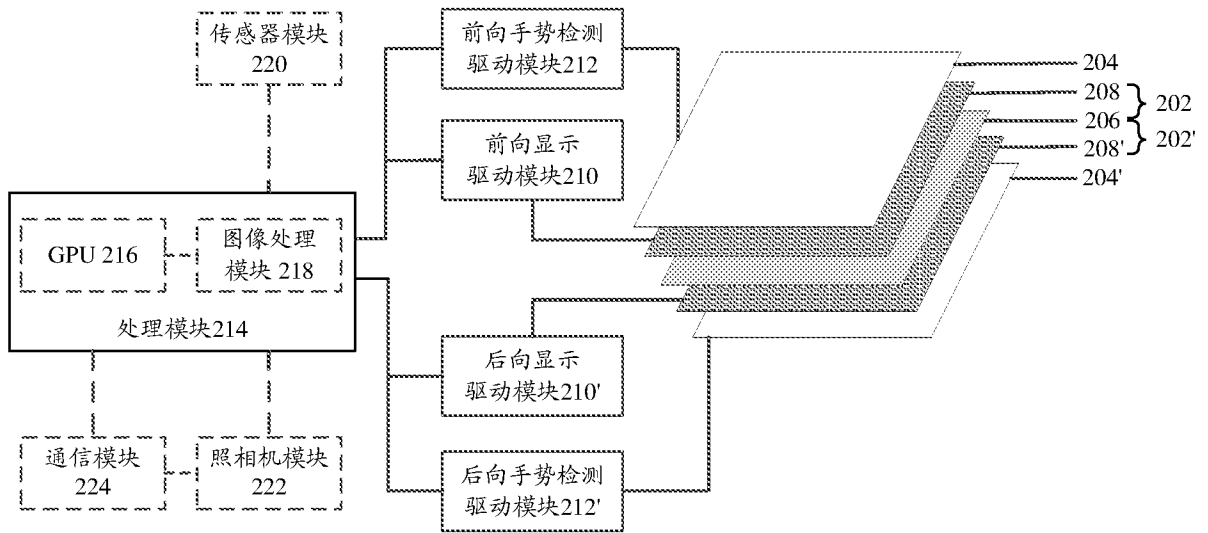 传感器模块
220
前向手势检测
驱动模块212
前向显示
驱动模块210
GPU 216
图像处理
模块 218
处理模块214
后向显示
驱动模块210'
通信模块
224
照相机模块
222
后向手势检测
驱动模块212'
204
208
202
206
202'
208'
204'